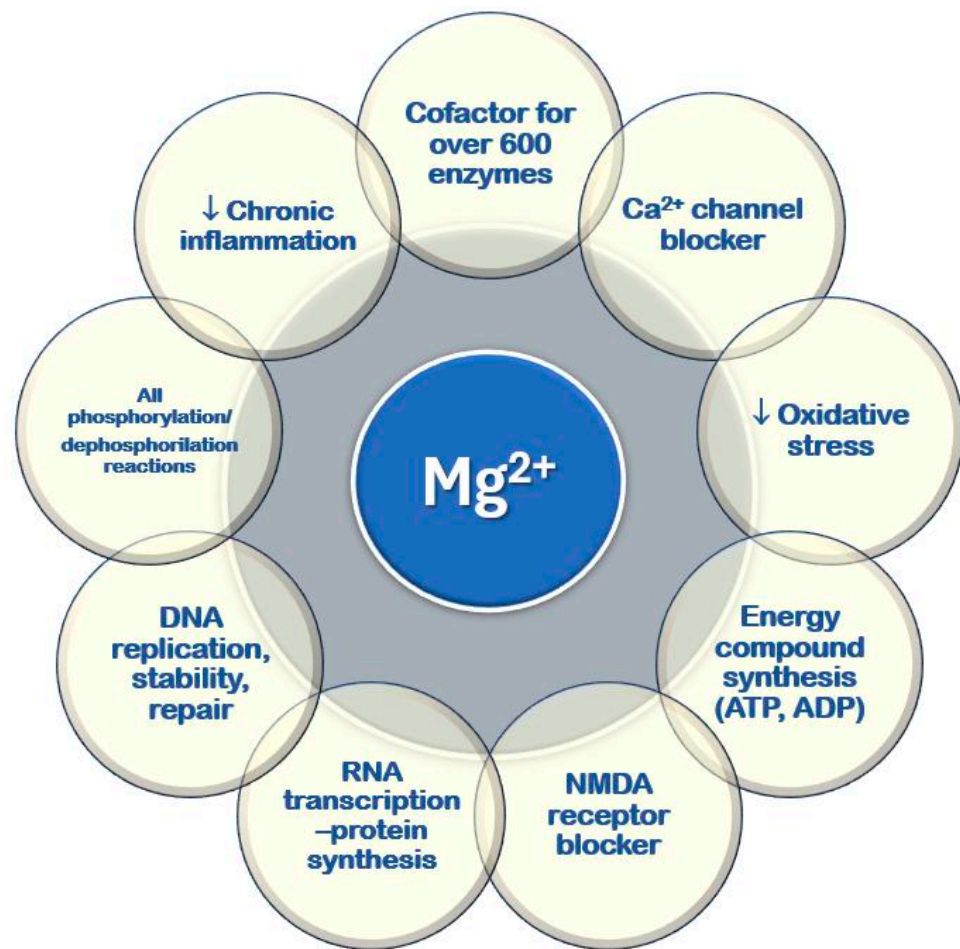 Cofactor for
over 600
enzymes
Ca²⁺ channel
blocker
↓ Oxidative
stress
Energy
compound
synthesis
(ATP, ADP)
NMDA
receptor
blocker
RNA
transcription
–protein
synthesis
DNA
replication,
stability,
repair
All
phosphorylation/
dephosphorilation
reactions
↓ Chronic
inflammation
Mg²⁺